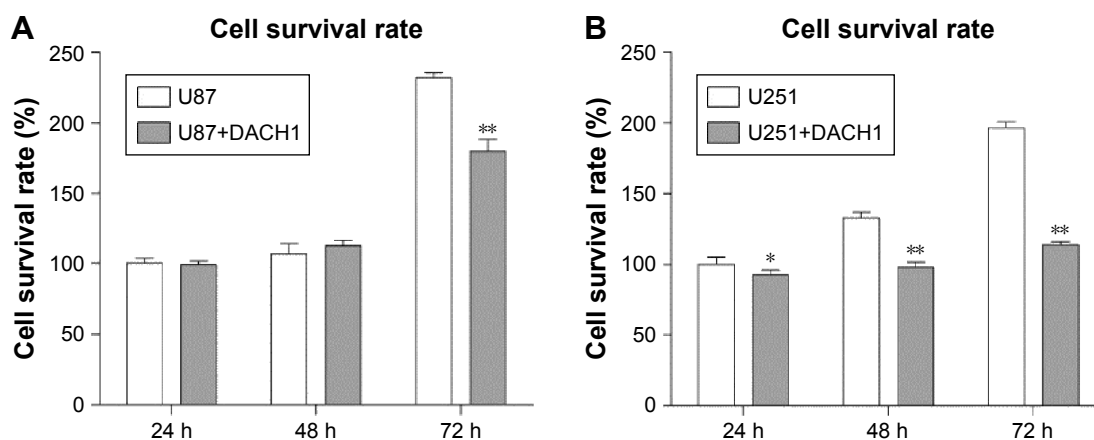 A
Cell survival rate
Cell survival rate (%)
250
200
150
100
50
0
U87
U87+DACH1
**
24 h
48 h
72 h
B
Cell survival rate
Cell survival rate (%)
250
200
150
100
50
0
U251
U251+DACH1
*
**
**
24 h
48 h
72 h